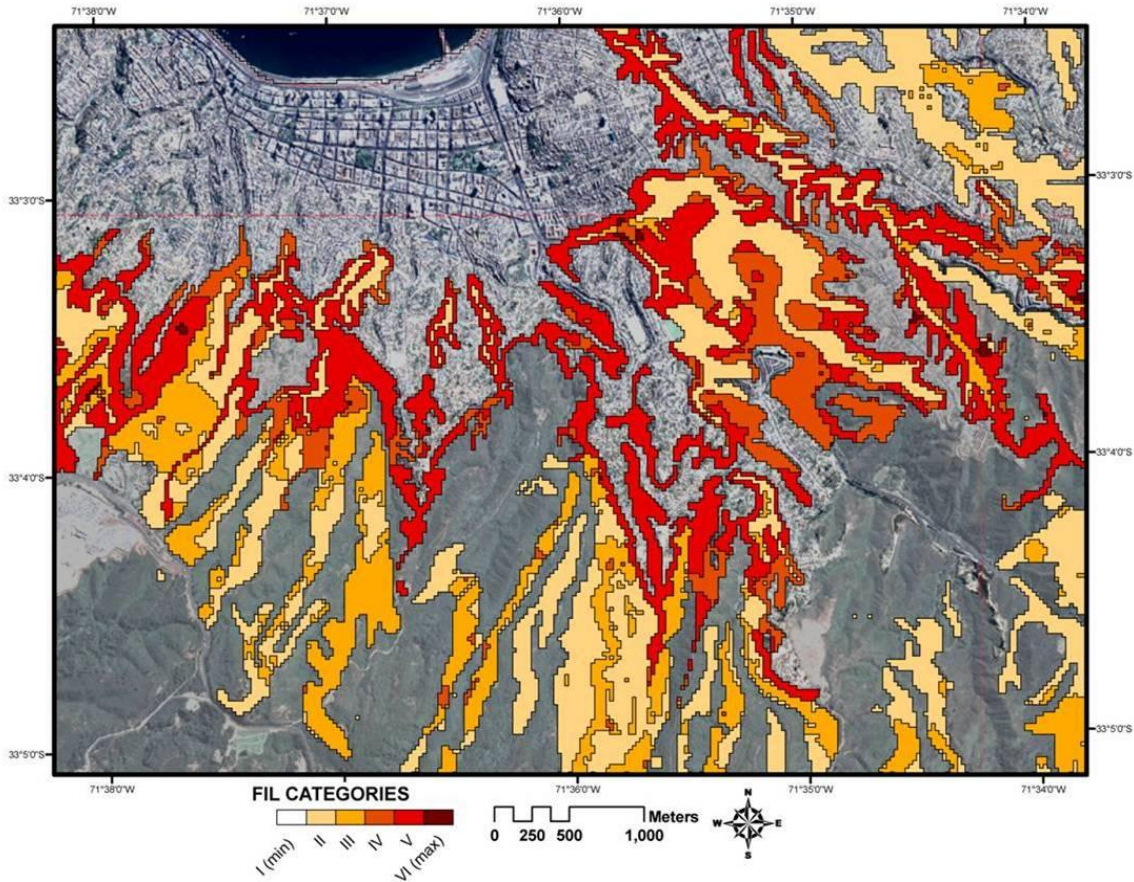 71°38'0"W 71°37'0"W 71°36'0"W 71°35'0"W 71°34'0"W
33°3'0"S 33°3'0"S
33°4'0"S 33°4'0"S
33°5'0"S 33°5'0"S
71°38'0"W 71°36'0"W 71°35'0"W 71°34'0"W
FIL CATEGORIES
I (min) II III IV V VI (max)
Meters
0 250 500 1,000
N
W E
S